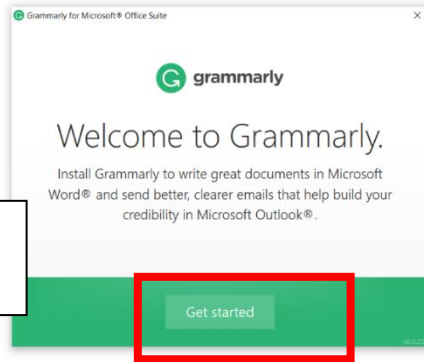 Grammarly for Microsoft® Office Suite
grammarly
Welcome to Grammarly.
Install Grammarly to write great documents in Microsoft
Word® and send better, clearer emails that help build your
credibility in Microsoft Outlook®.
Get started